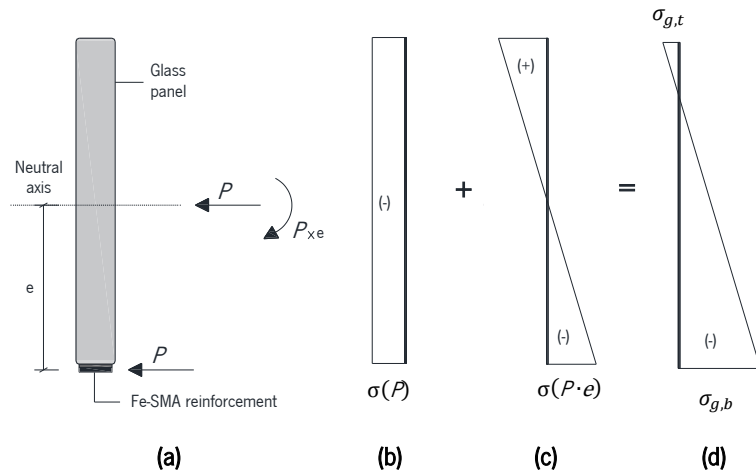 σg,t
Glass
panel
(+)
Neutral
axis
P
(-)
+
=
P x e
e
P
(-)
(-)
Fe-SMA reinforcement
σ(P)
σ(P·e)
σg,b
(a)
(b)
(c)
(d)